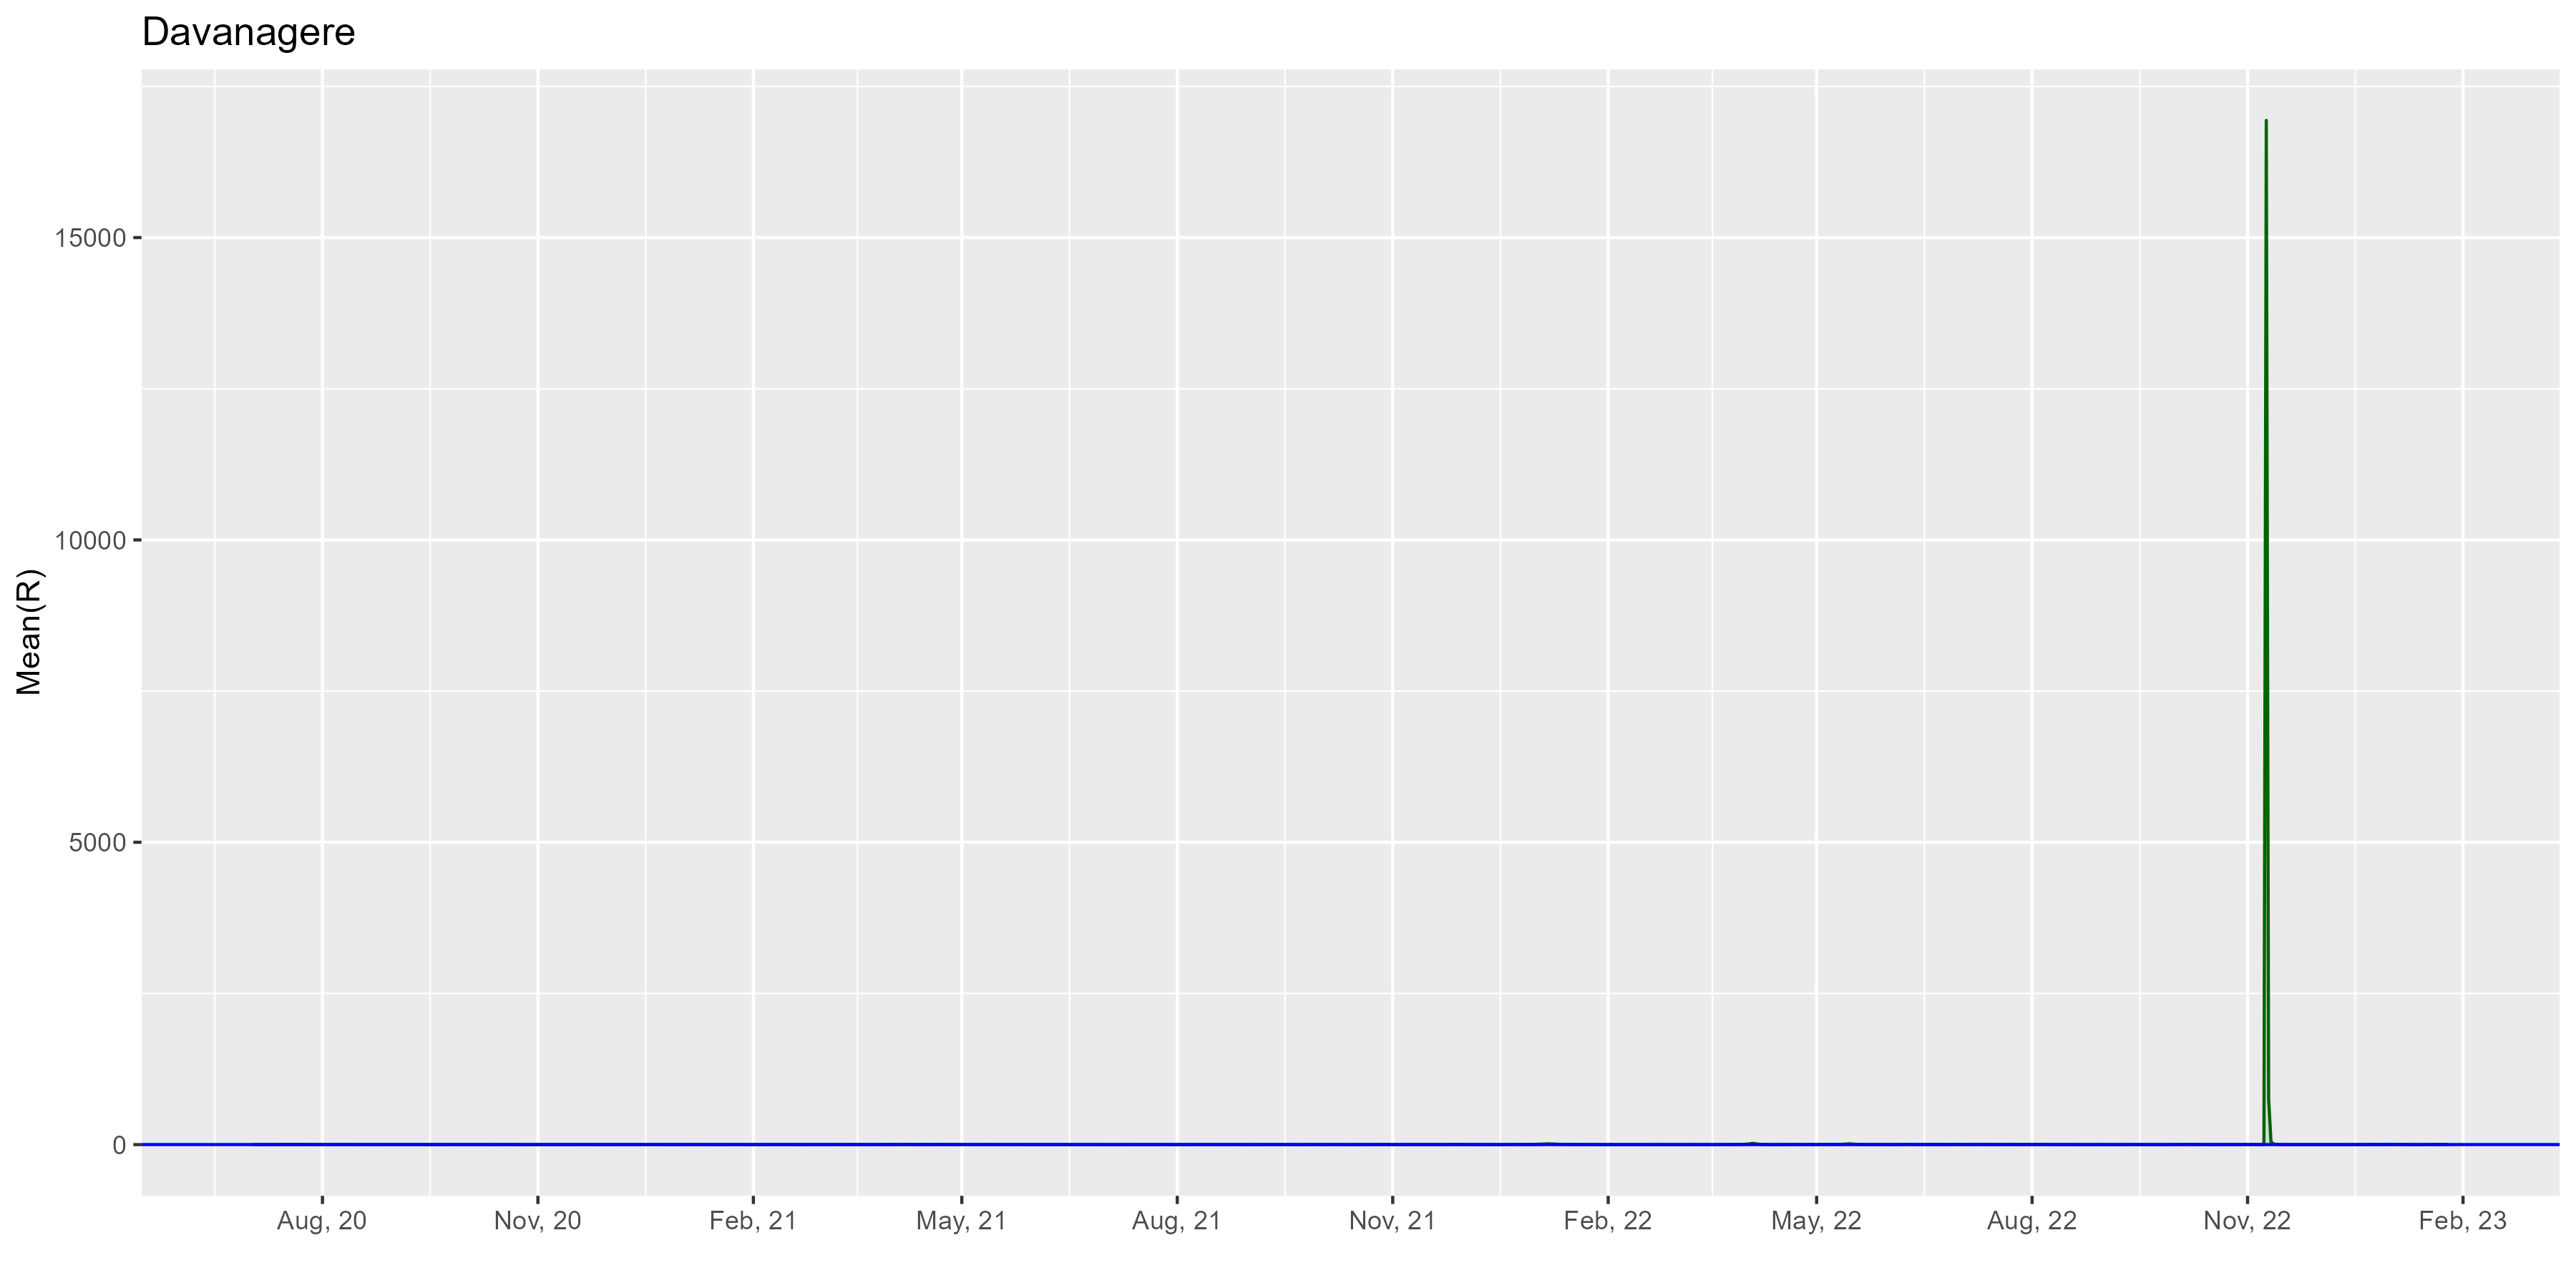 Davanagere
Mean(R)
15000
10000
5000
0
Aug, 20
Nov, 20
Feb, 21
May, 21
Aug, 21
Nov, 21
Feb, 22
May, 22
Aug, 22
Nov, 22
Feb, 23